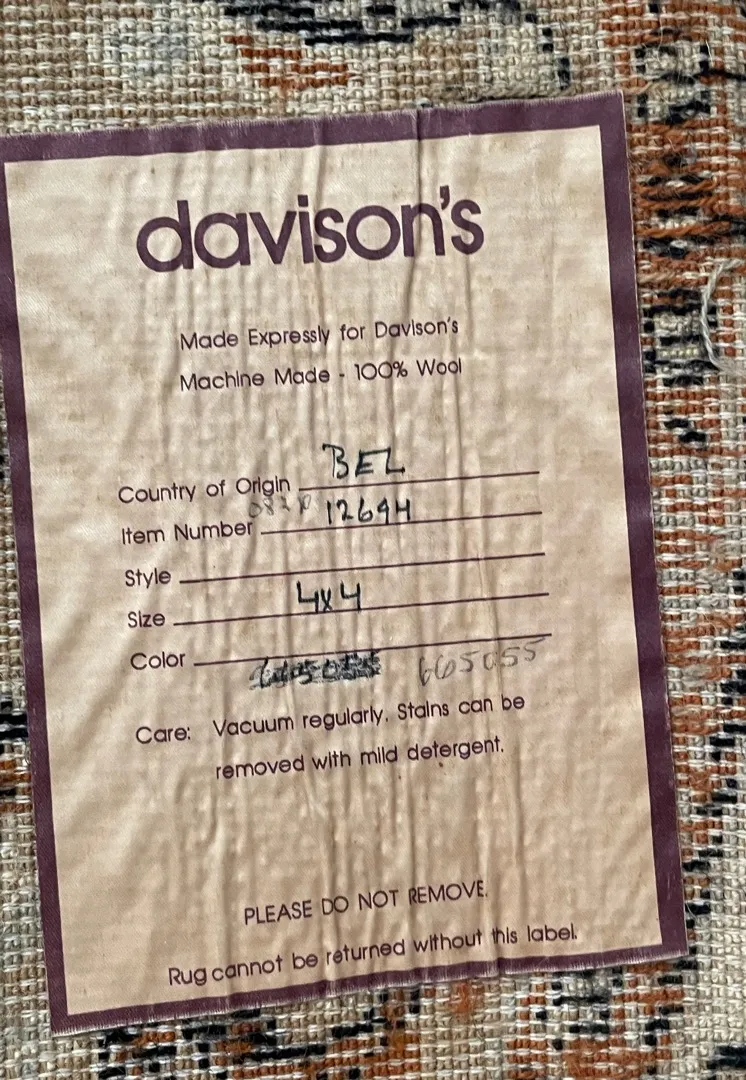 davison's
Made Expressly for Davison's
Machine Made - 100% Wool
Country of Origin BEL
Item Number 12694
Style
Size 4x4
Color
665055
Care: Vacuum regularly. Stains can be
removed with mild detergent.
PLEASE DO NOT REMOVE.
Rug cannot be returned without this label.